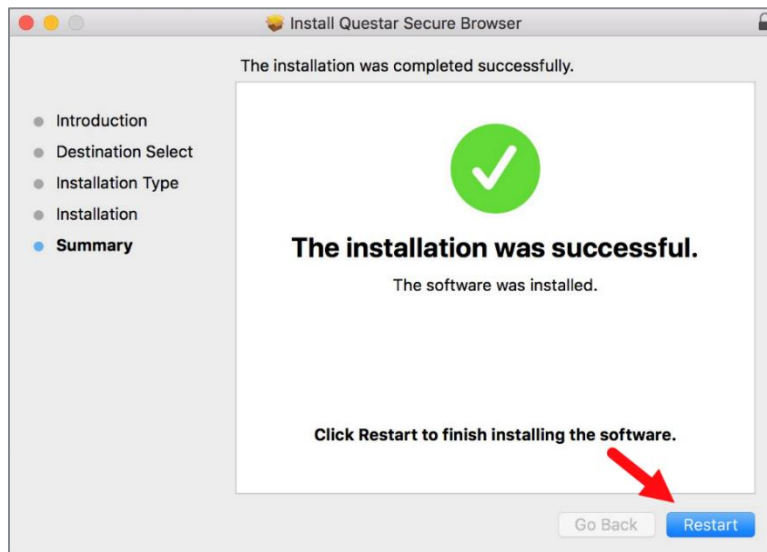 Install Questar Secure Browser
The installation was completed successfully.
Introduction
Destination Select
Installation Type
Installation
Summary
The installation was successful.
The software was installed.
Click Restart to finish installing the software.
Go Back
Restart